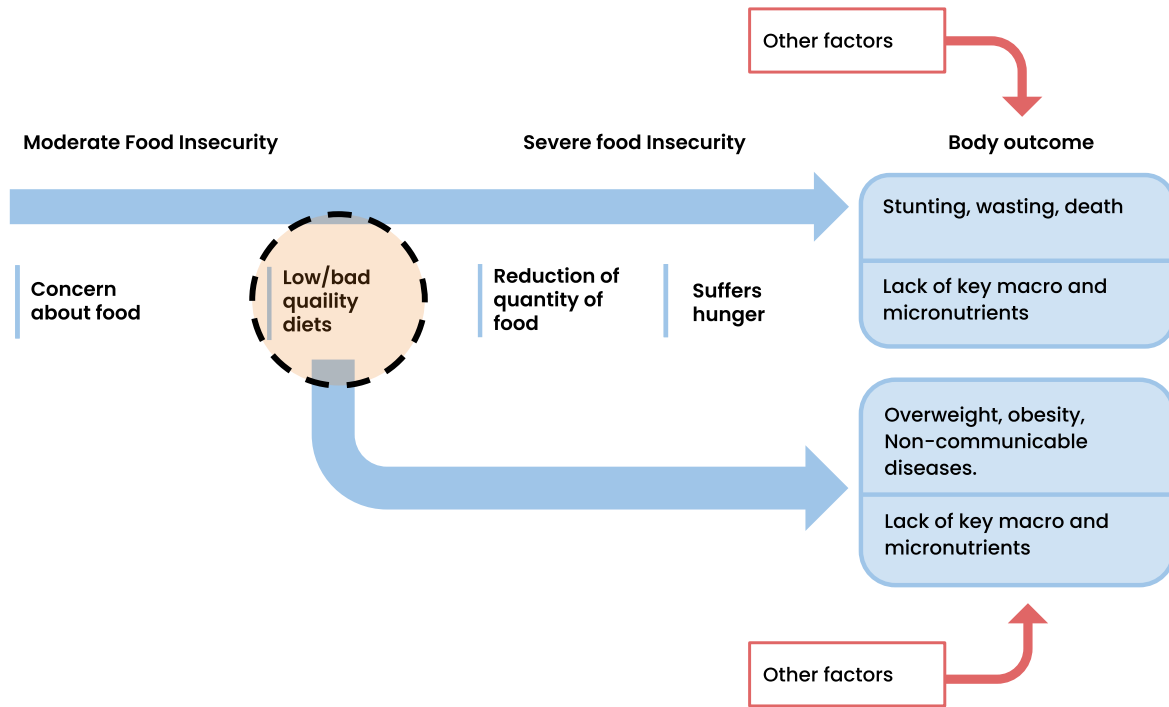 Other factors
Moderate Food Insecurity
Severe food Insecurity
Body outcome
Stunting, wasting, death
Concern
about food
Low/bad
quaility
diets
Reduction of
quantity of
food
Suffers
hunger
Lack of key macro and
micronutrients
Overweight, obesity,
Non-communicable
diseases.
Lack of key macro and
micronutrients
Other factors